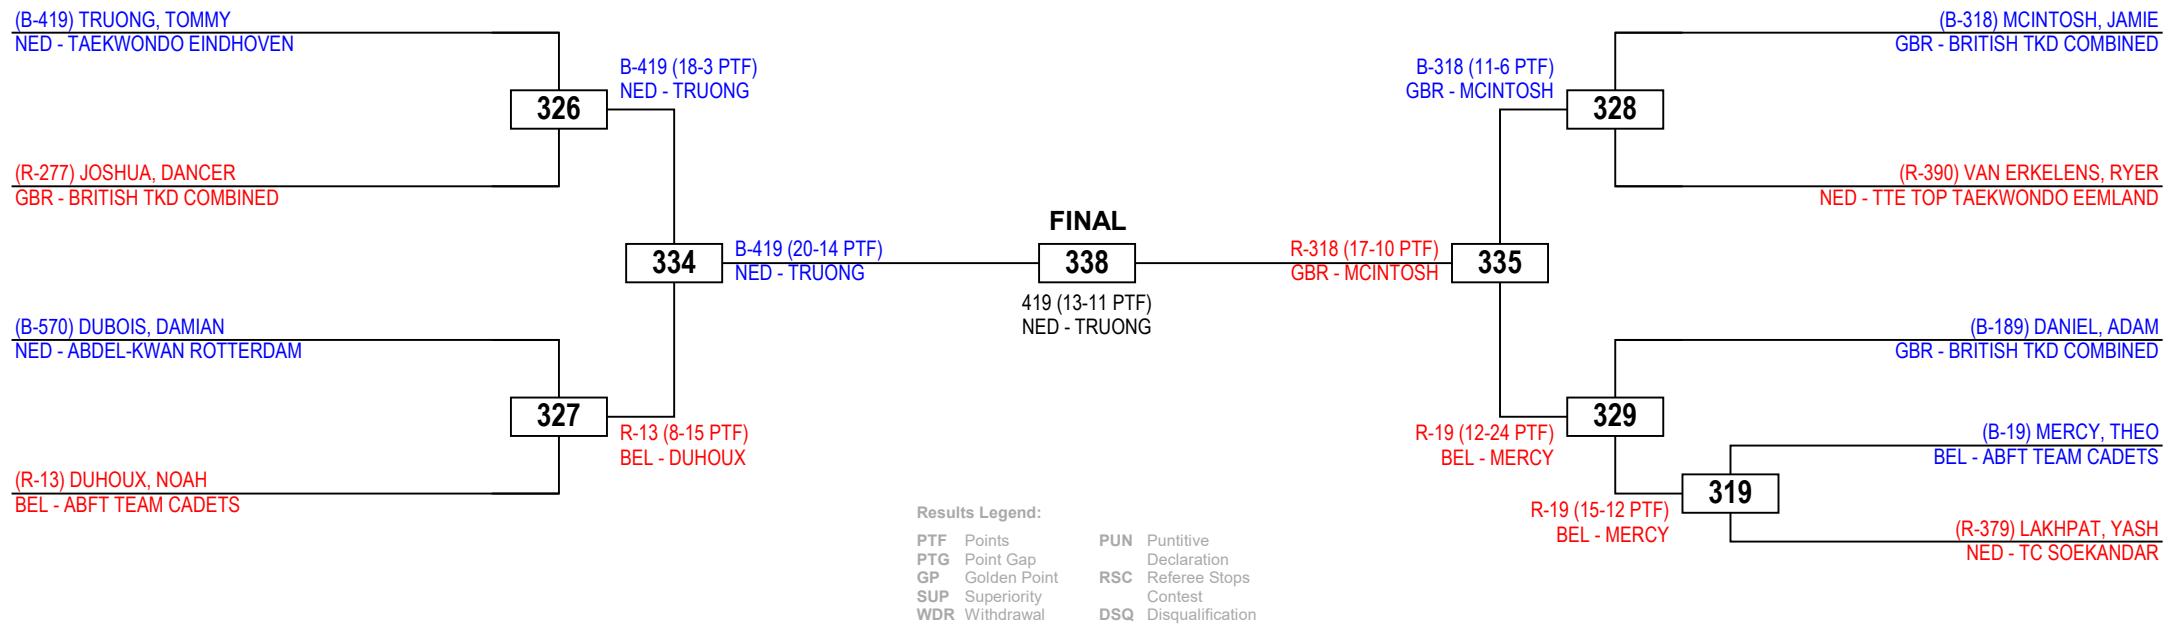 (B-419) TRUONG, TOMMY
NED - TAEKWONDO EINDHOVEN
326
B-419 (18-3 PTF)
NED - TRUONG
(R-277) JOSHUA, DANCER
GBR - BRITISH TKD COMBINED
334
B-419 (20-14 PTF)
NED - TRUONG
(B-570) DUBOIS, DAMIAN
NED - ABDEL-KWAN ROTTERDAM
327
R-13 (8-15 PTF)
BEL - DUHOUX
(R-13) DUHOUX, NOAH
BEL - ABFT TEAM CADETS
FINAL
338
419 (13-11 PTF)
NED - TRUONG
(B-318) MCINTOSH, JAMIE
GBR - BRITISH TKD COMBINED
B-318 (11-6 PTF)
GBR - MCINTOSH
328
(R-390) VAN ERKELENS, RYER
NED - TTE TOP TAEKWONDO EEMLAND
R-318 (17-10 PTF)
GBR - MCINTOSH
335
(B-189) DANIEL, ADAM
GBR - BRITISH TKD COMBINED
329
R-19 (12-24 PTF)
BEL - MERCY
(B-19) MERCY, THEO
BEL - ABFT TEAM CADETS
319
R-19 (15-12 PTF)
BEL - MERCY
(R-379) LAKHPAT, YASH
NED - TC SOEKANDAR
Results Legend:
PTF Points
PTG Point Gap
GP Golden Point
SUP Superiority
WDR Withdrawal
PUN Puntitive
Declaration
RSC Referee Stops
Contest
DSQ Disqualification